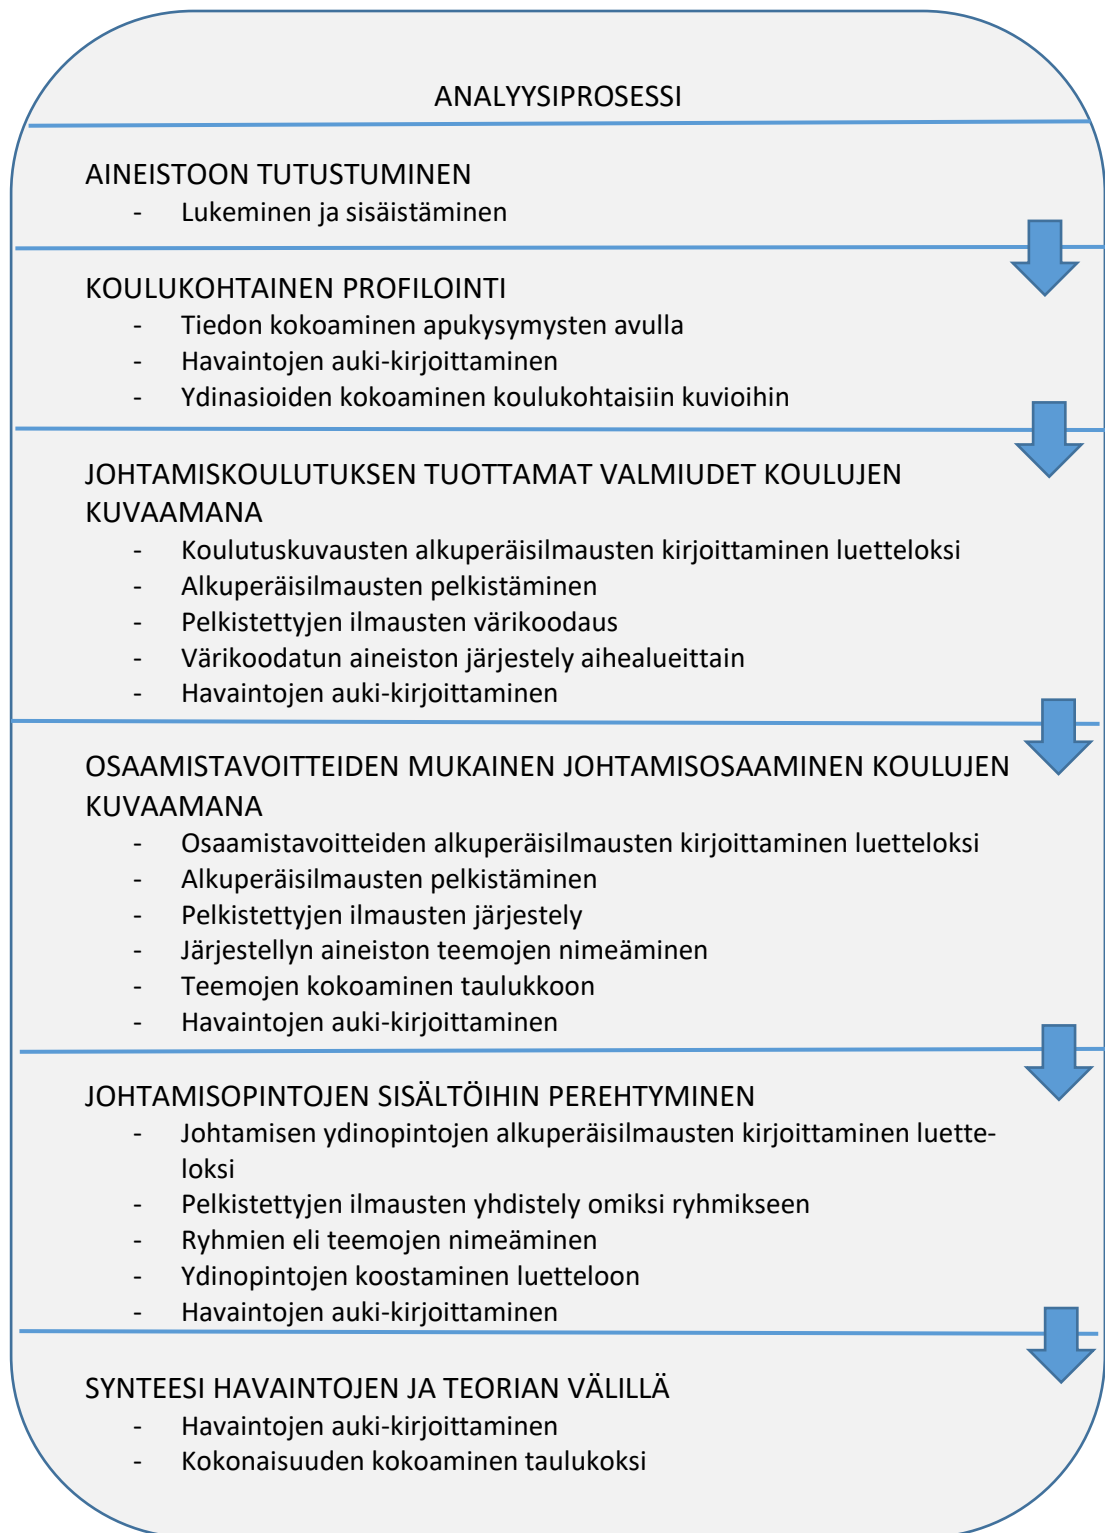 ANALYYSIPROSESSI
AINEISTOON TUTUSTUMINEN
- Lukeminen ja sisäistäminen
KOULUKOHTAINEN PROFILOINTI
- Tiedon kokoaminen apukysymysten avulla
- Havaintojen auki-kirjoittaminen
- Ydinasioiden kokoaminen koulukohtaisiin kuvioihin
JOHTAMISKOULUTUKSEN TUOTTAMAT VALMIUDET KOULUJEN
KUVAAMANA
- Koulutuskuvausten alkuperäisilmausten kirjoittaminen luetteloksi
- Alkuperäisilmausten pelkistäminen
- Pelkistettyjen ilmausten värikoodaus
- Värikoodatun aineiston järjestely aihealueittain
- Havaintojen auki-kirjoittaminen
OSAAMISTAVOITTEIDEN MUKAINEN JOHTAMISOSAAMINEN KOULUJEN
KUVAAMANA
- Osaamistavoitteiden alkuperäisilmausten kirjoittaminen luetteloksi
- Alkuperäisilmausten pelkistäminen
- Pelkistettyjen ilmausten järjestely
- Järjestellyn aineiston teemojen nimeäminen
- Teemojen kokoaminen taulukkoon
- Havaintojen auki-kirjoittaminen
JOHTAMISOPINTOJEN SISÄLTÖIHIN PEREHTYMINEN
- Johtamisen ydinopintojen alkuperäisilmausten kirjoittaminen luette-
loksi
- Pelkistettyjen ilmausten yhdistely omiksi ryhmikseen
- Ryhmien eli teemojen nimeäminen
- Ydinopintojen koostaminen luetteloon
- Havaintojen auki-kirjoittaminen
SYNTEESI HAVAINTOJEN JA TEORIAN VÄLILLÄ
- Havaintojen auki-kirjoittaminen
- Kokonaisuuden kokoaminen taulukoksi